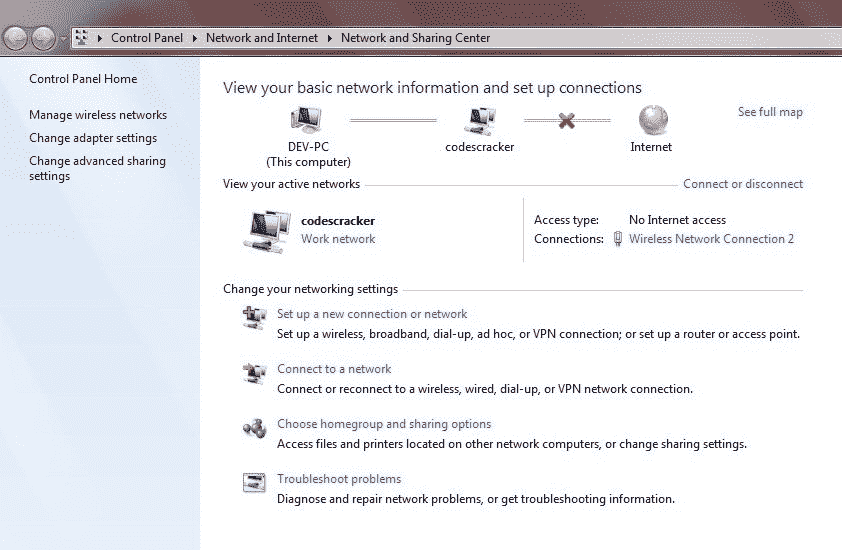 Control Panel Network and Internet Network and Sharing Center
Control Panel Home
Manage wireless networks
Change adapter settings
Change advanced sharing
settings
View your basic network information and set up connections
See full map
DEV-PC
(This computer)
codescracker
Internet
View your active networks
Connect or disconnect
codescracker
Work network
Access type: No Internet access
Connections: Wireless Network Connection 2
Change your networking settings
Set up a new connection or network
Set up a wireless, broadband, dial-up, ad hoc, or VPN connection; or set up a router or access point.
Connect to a network
Connect or reconnect to a wireless, wired, dial-up, or VPN network connection.
Choose homegroup and sharing options
Access files and printers located on other network computers, or change sharing settings.
Troubleshoot problems
Diagnose and repair network problems, or get troubleshooting information.